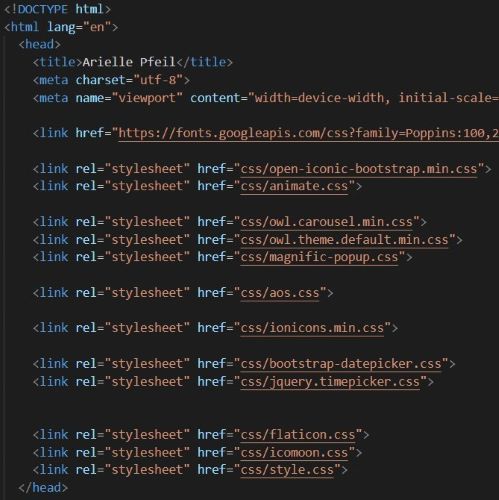 <!DOCTYPE html>
<html lang="en">
<head>
<title>Arielle Pfeil</title>
<meta charset="utf-8">
<meta name="viewport" content="width=device-width, initial-scale=
<link href="https://fonts.googleapis.com/css?family=Poppins:100,2
<link rel="stylesheet" href="css/open-iconic-bootstrap.min.css">
<link rel="stylesheet" href="css/animate.css">
<link rel="stylesheet" href="css/owl.carousel.min.css">
<link rel="stylesheet" href="css/owl.theme.default.min.css">
<link rel="stylesheet" href="css/magnific-popup.css">
<link rel="stylesheet" href="css/aos.css">
<link rel="stylesheet" href="css/ionicons.min.css">
<link rel="stylesheet" href="css/bootstrap-datepicker.css">
<link rel="stylesheet" href="css/jquery.timepicker.css">
<link rel="stylesheet" href="css/flaticon.css">
<link rel="stylesheet" href="css/icomoon.css">
<link rel="stylesheet" href="css/style.css">
</head>